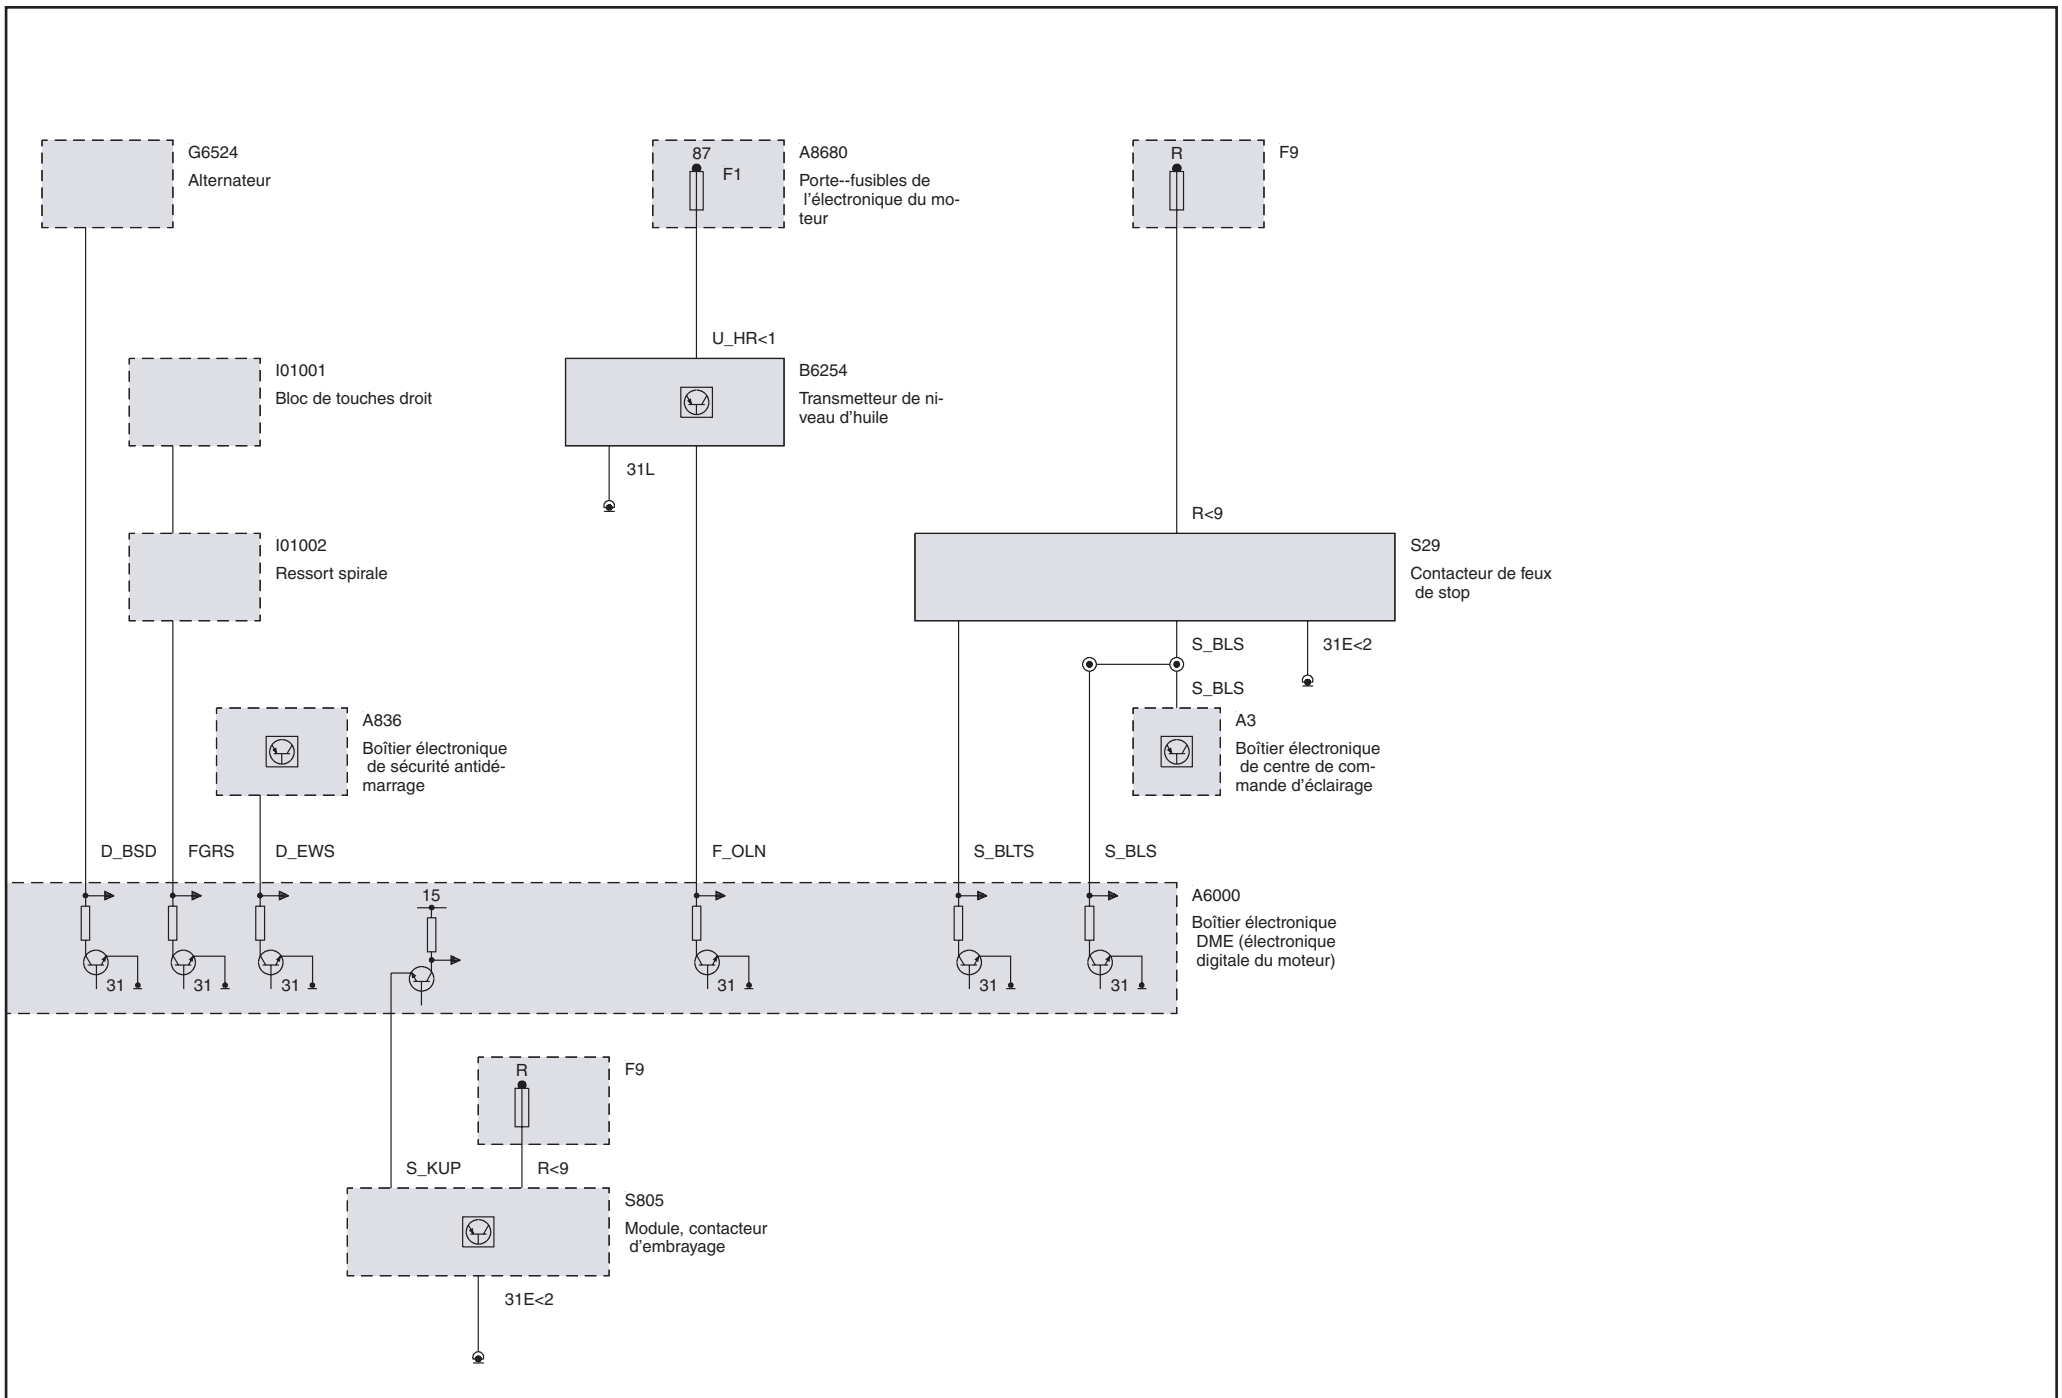 G6524
Alternateur
87
F1
A8680
Porte--fusibles de
l'électronique du mo-
teur
R
F9
U_HR<1
I01001
Bloc de touches droit
B6254
Transmetteur de ni-
veau d'huile
31L
R<9
I01002
Ressort spirale
S29
Contacteur de feux
de stop
S_BLS
31E<2
S_BLS
A836
Boîtier électronique
de sécurité antidé-
marrage
A3
Boîtier électronique
de centre de com-
mande d'éclairage
D_BSD
FGRS
D_EWS
F_OLN
S_BLTS
S_BLS
15
A6000
Boîtier électronique
DME (électronique
digitale du moteur)
31
31
31
31
31
31
R
F9
S_KUP
R<9
S805
Module, contacteur
d'embrayage
31E<2